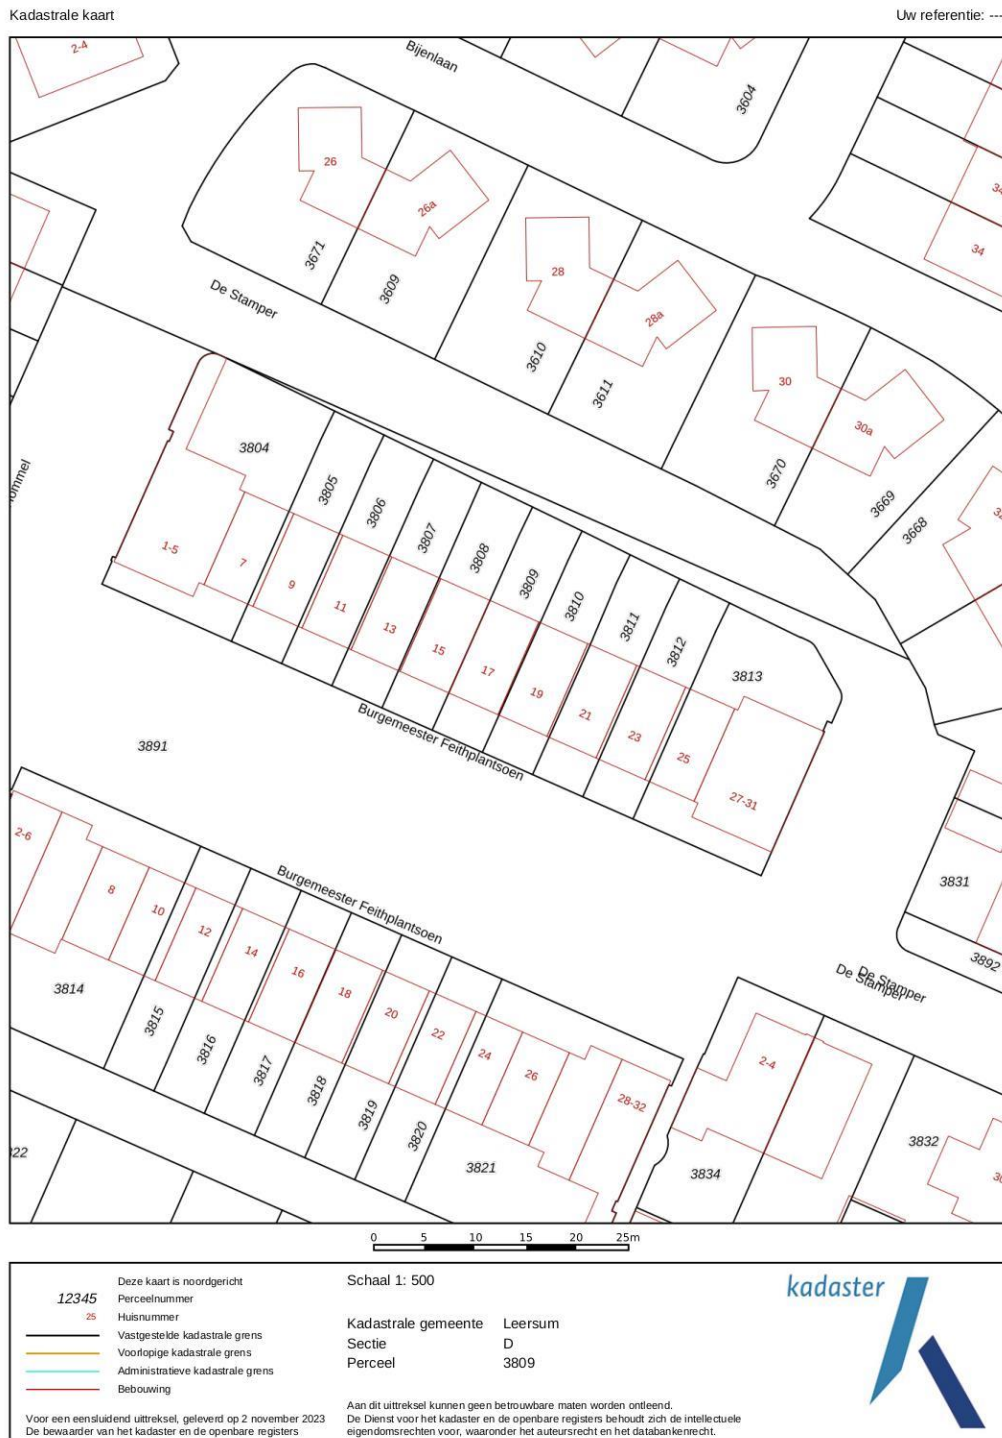 Kadastrale kaart
Uw referentie: ---
2-4
Bijenlaan
3604
26
26a
34
34
3671
3609
De Stamper
28
28a
3610
3611
30
30a
3670
3669
3668
3804
3805
3806
3807
3808
3809
3810
3811
3812
3813
1-5
7
9
11
13
15
17
19
21
23
25
27-31
Burgemeester Feithplantsoen
3891
2-6
8
10
12
14
16
18
20
22
24
26
28-32
Burgemeester Feithplantsoen
3814
3815
3816
3817
3818
3819
3820
3821
3831
3892
De Stamper
De Stamper
2-4
3832
3834
30
0 5 10 15 20 25m
Deze kaart is noordgericht
12345 Perceelnummer
25 Huisnummer
Vastgestelde kadastrale grens
Voorlopige kadastrale grens
Administratieve kadastrale grens
Bebouwing
Voor een eensluidend uittreksel, geleverd op 2 november 2023
De bewaarder van het kadaster en de openbare registers
Schaal 1: 500
Kadastrale gemeente Leersum
Sectie D
Perceel 3809
Aan dit uittreksel kunnen geen betrouwbare maten worden ontleend.
De Dienst voor het kadaster en de openbare registers behoudt zich de intellectuele
eigendomsrechten voor, waaronder het auteursrecht en het databankenrecht.
kadaster